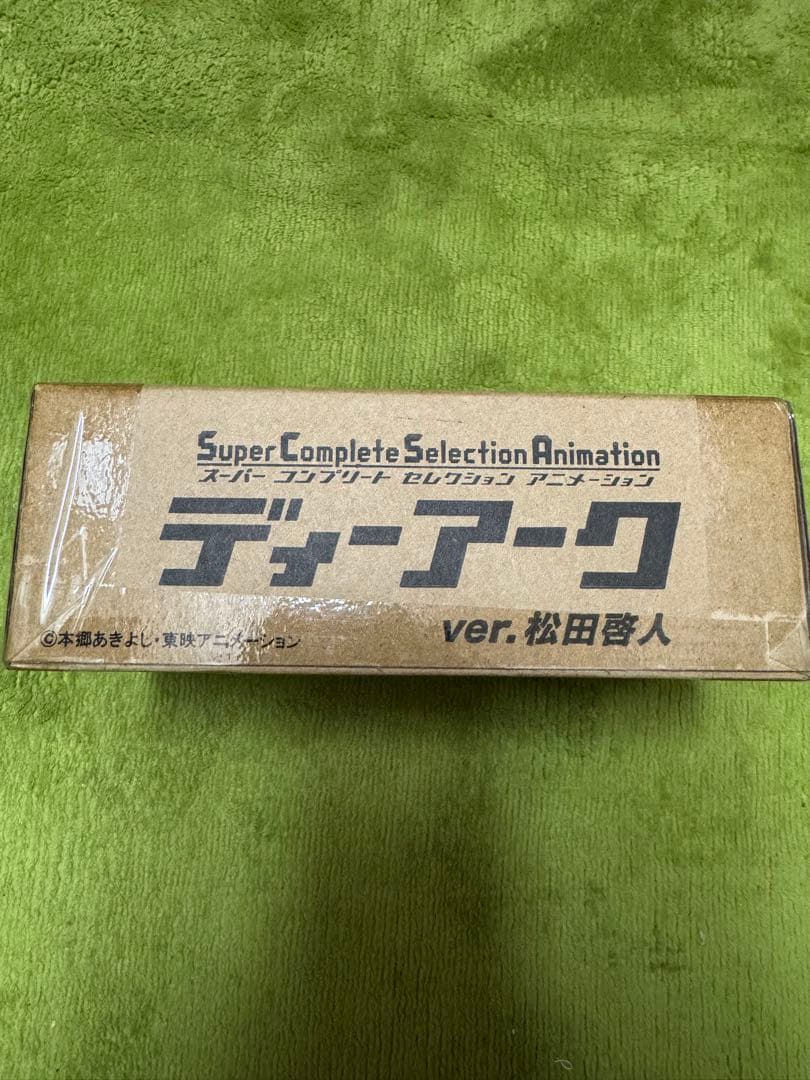 Super Complete Selection Animation
スーパー コンプリート セレクション アニメーション
ディーアーク
ver.松田啓人
©本郷あきよし・東映アニメーション